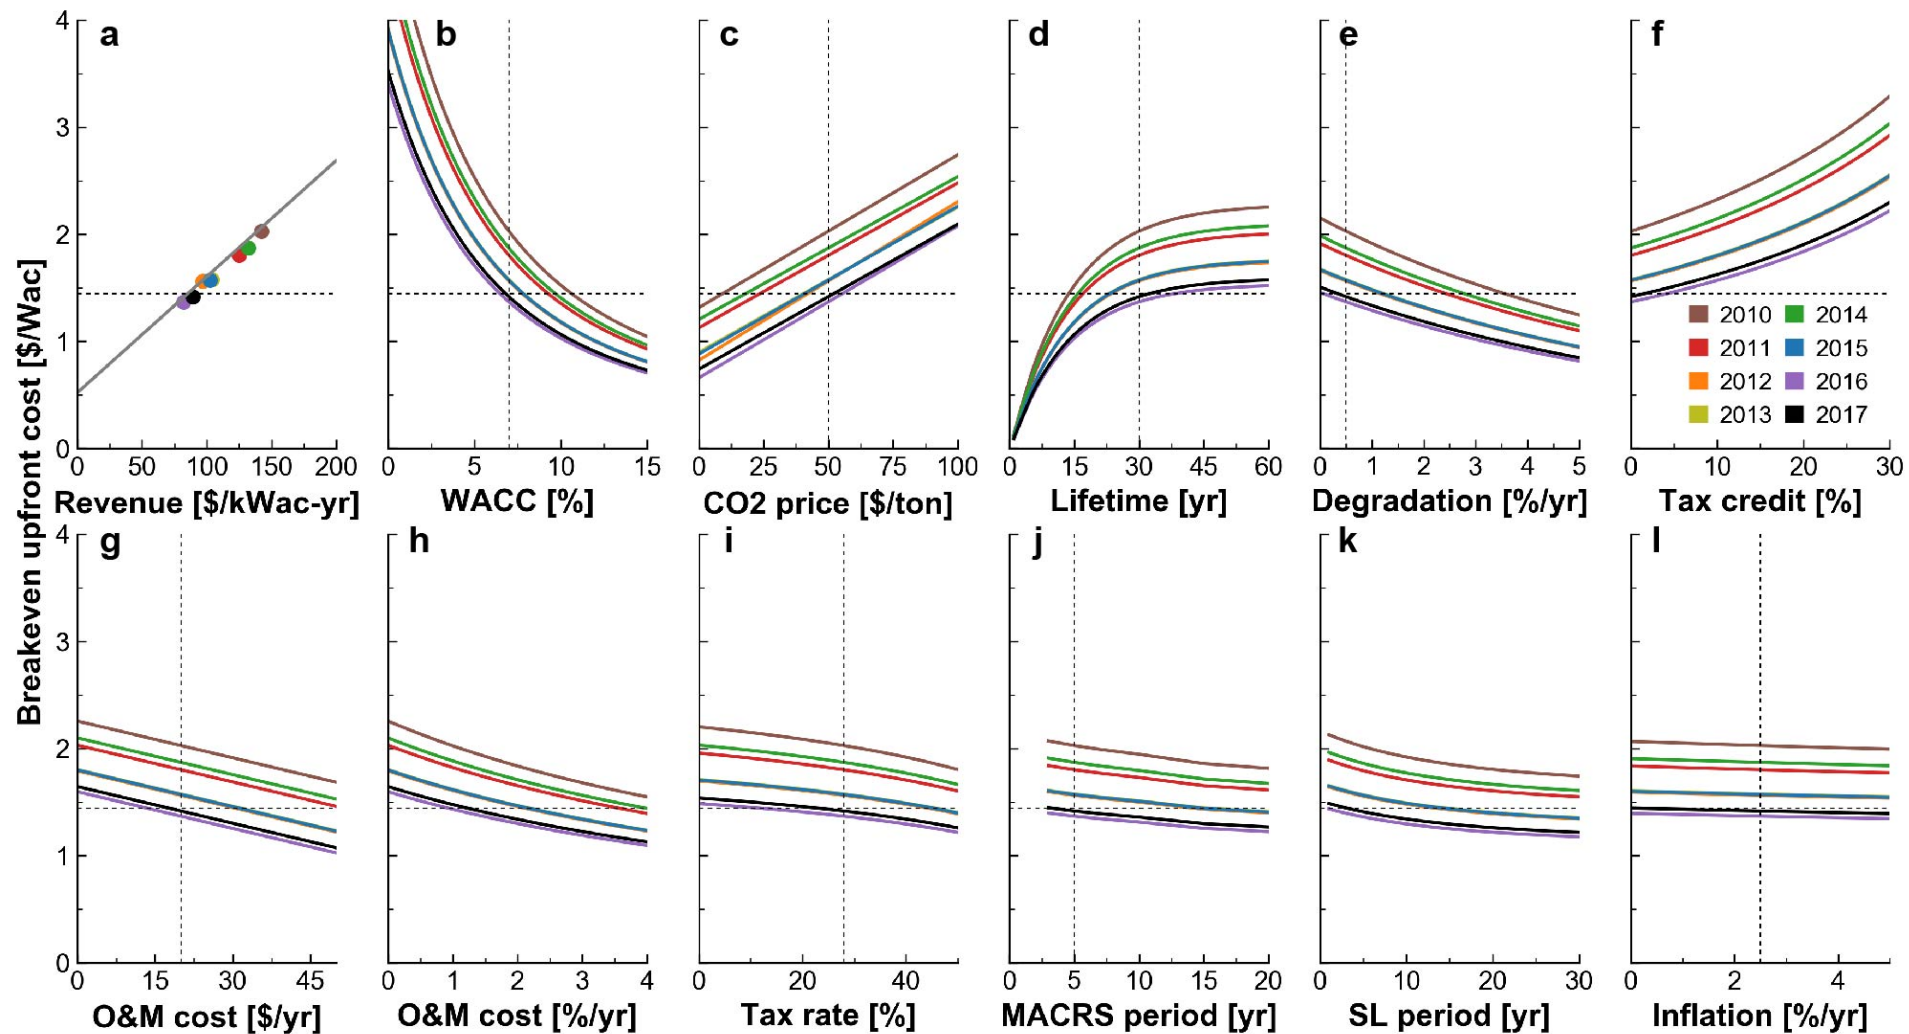 Breakeven upfront cost [$/Wac]
4
3
2
1
0
a
0 50 100 150 200
Revenue [$/kWac-yr]
b
0 5 10 15
WACC [%]
c
0 25 50 75 100
CO2 price [$/ton]
d
0 15 30 45 60
Lifetime [yr]
e
0 1 2 3 4 5
Degradation [%/yr]
f
2010 2014
2011 2015
2012 2016
2013 2017
0 10 20 30
Tax credit [%]
4
3
2
1
0
g
0 15 30 45
O&M cost [$/yr]
h
0 1 2 3 4
O&M cost [%/yr]
i
0 20 40
Tax rate [%]
j
0 5 10 15 20
MACRS period [yr]
k
0 10 20 30
SL period [yr]
l
0 2 4
Inflation [%/yr]